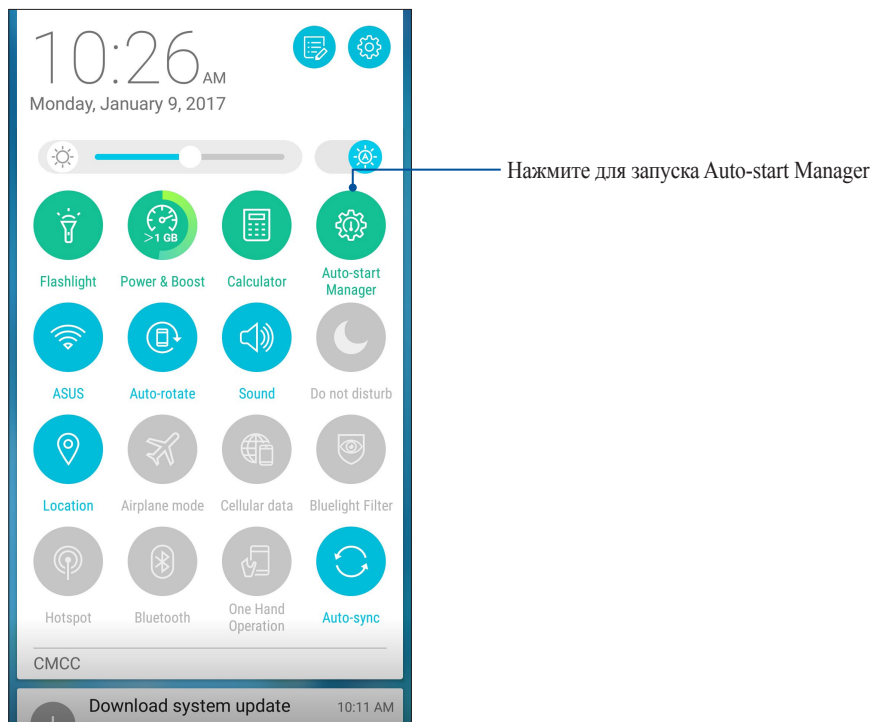 10:26 AM
Monday, January 9, 2017
A
Нажмите для запуска Auto-start Manager
>1 GB
Flashlight
Power & Boost
Calculator
Auto-start
Manager
ASUS
Auto-rotate
Sound
Do not disturb
Location
Airplane mode
Cellular data
Bluelight Filter
Hotspot
Bluetooth
One Hand
Operation
Auto-sync
CMCC
Download system update
10:11 AM